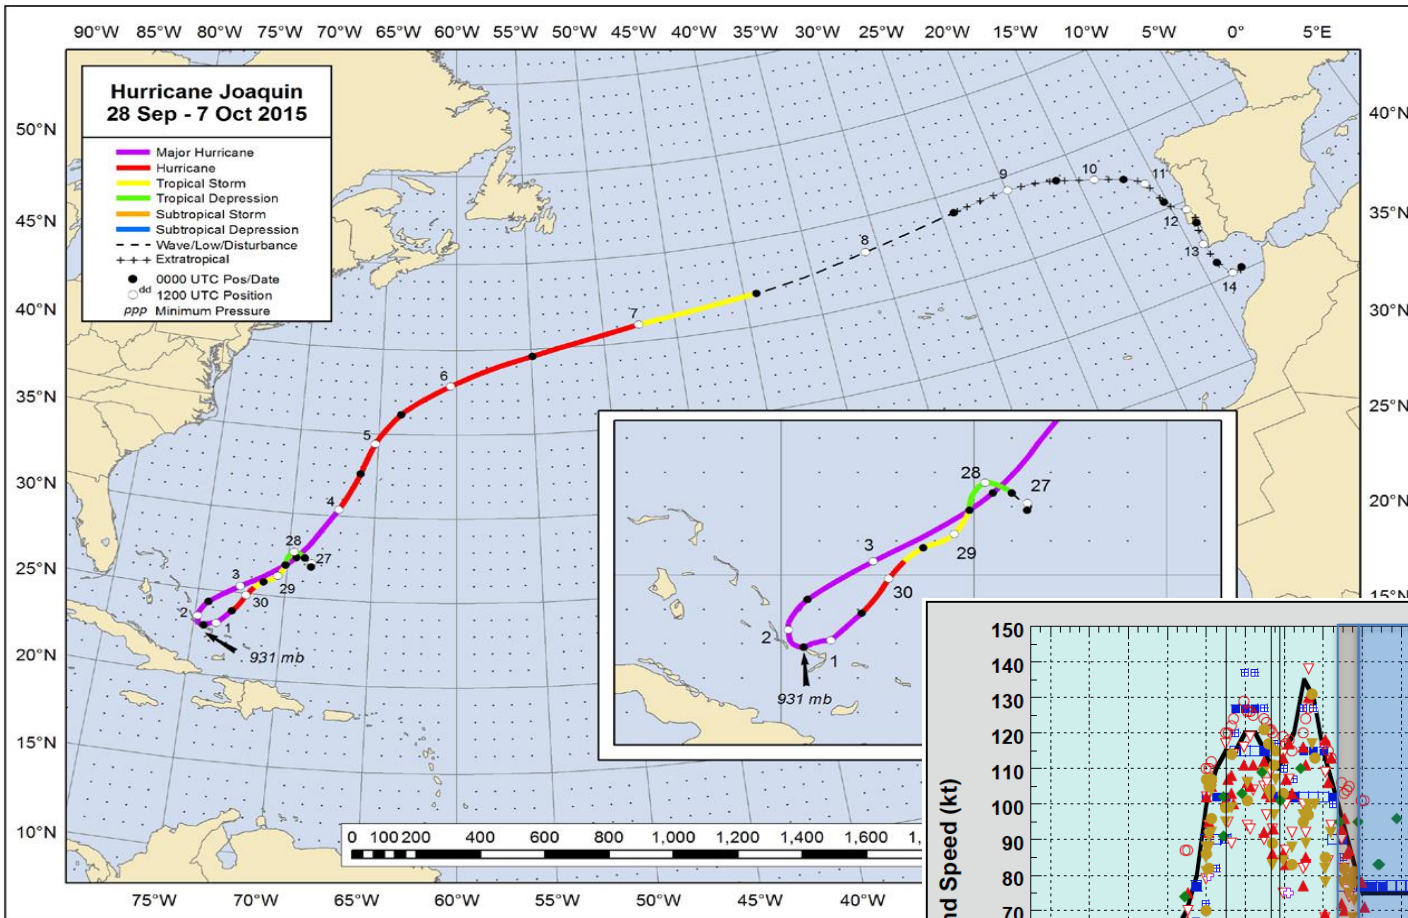 90°W 85°W 80°W 75°W 70°W 65°W 60°W 55°W 50°W 45°W 40°W 35°W 30°W 25°W 20°W 15°W 10°W 5°W 0° 5°E
Hurricane Joaquin
28 Sep - 7 Oct 2015
Major Hurricane
Hurricane
Tropical Storm
Tropical Depression
Subtropical Storm
Subtropical Depression
Wave/Low/Disturbance
Extratropical
0000 UTC Pos/Date
dd 1200 UTC Position
ppp Minimum Pressure
50°N
45°N
40°N
35°N
30°N
25°N
20°N
15°N
10°N
40°N
35°N
30°N
25°N
20°N
15°N
9
10
11
8
12
13
14
7
6
5
4
28
27
3
29
30
2
1
931 mb
28
27
3
29
30
2
1
931 mb
0 100 200 400 600 800 1,000 1,200 1,400 1,600 1,
75°W 70°W 65°W 60°W 55°W 50°W 45°W 40°W
150
140
130
120
110
100
90
80
70
nd Speed (kt)